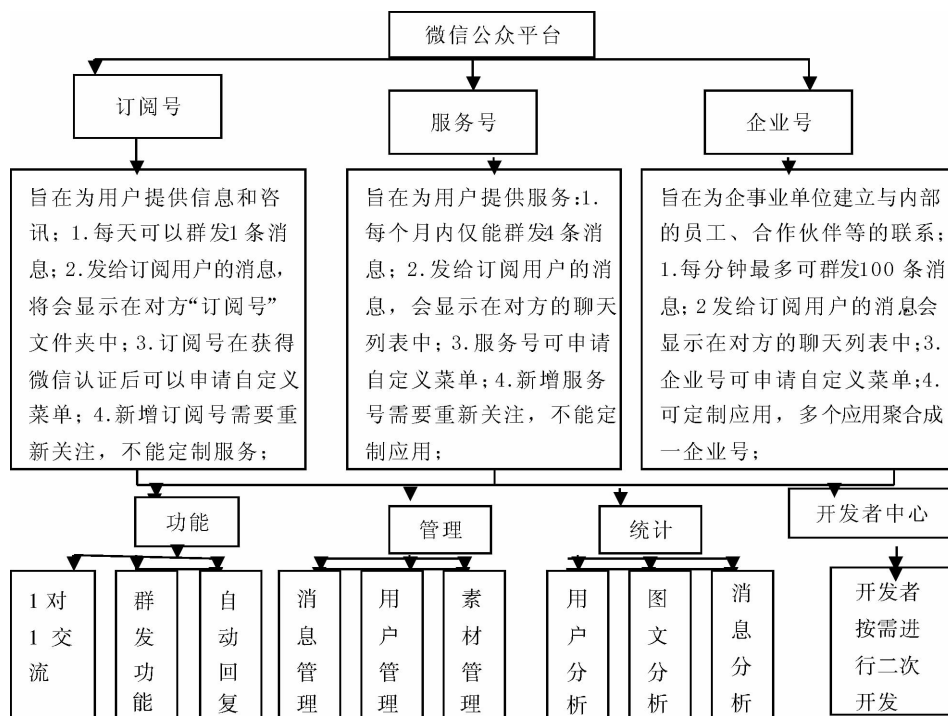 微信公众平台
订阅号
服务号
企业号
旨在为用户提供信息和咨
讯；1.每天可以群发1条消
息；2.发给订阅用户的消息，
将会显示在对方“订阅号”
文件夹中；3.订阅号在获得
微信认证后可以申请自定义
菜单；4.新增订阅号需要重
新关注，不能定制服务；
旨在为用户提供服务：1.
每个月内仅能群发4条消
息；2.发给订阅用户的消
息，会显示在对方的聊天
列表中；3.服务号可申请
自定义菜单；4.新增服务
号需要重新关注，不能定
制应用；
旨在为企事业单位建立与内部
的员工、合作伙伴等的联系；
1.每分钟最多可群发100 条消
息；2 发给订阅用户的消息会
显示在对方的聊天列表中；3.
企业号可申请自定义菜单；4.
可定制应用，多个应用聚合成
一企业号；
功能
管理
统计
开发者中心
1对
1交
流
群发功能
自动回复
消息管理
用户管理
素材管理
用户分析
图文分析
消息分析
开发者
按需进
行二次
开发